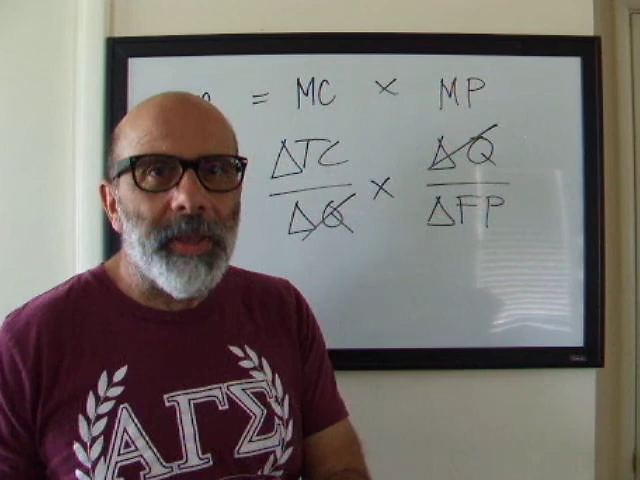 = MC × MP
ΔTC / ΔQ × ΔQ / ΔFP
ΑΓΣ